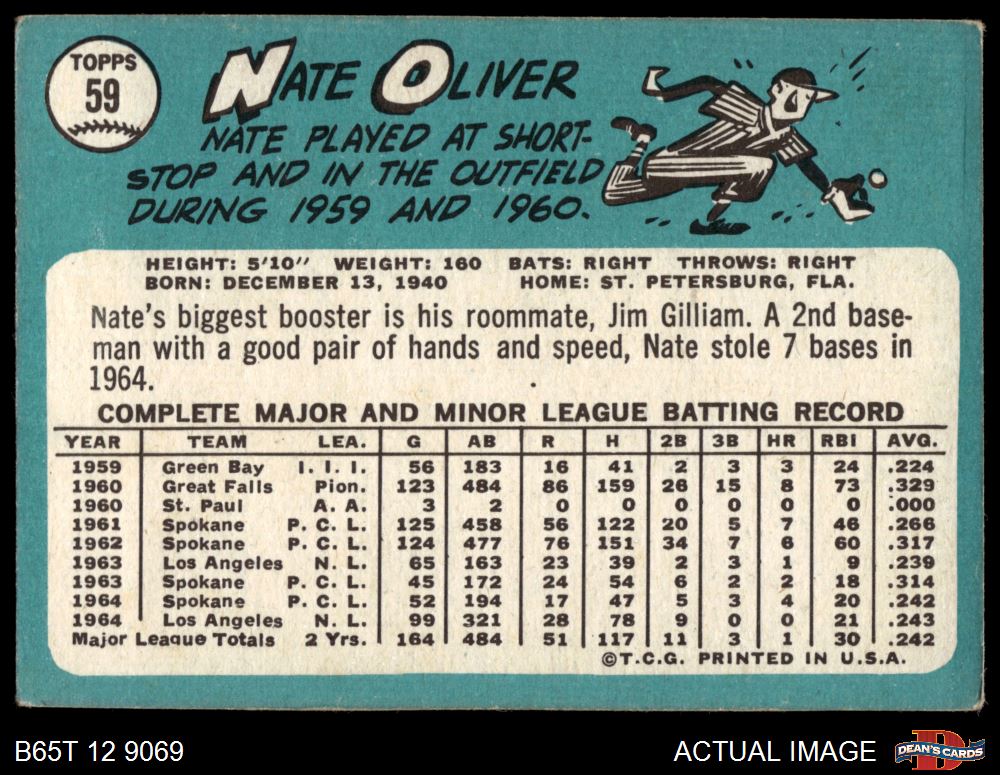 TOPPS
59
NATE OLIVER
NATE PLAYED AT SHORT-
STOP AND IN THE OUTFIELD
DURING 1959 AND 1960.
HEIGHT: 5'10" WEIGHT: 160 BATS: RIGHT THROWS: RIGHT
BORN: DECEMBER 13, 1940 HOME: ST. PETERSBURG, FLA.
Nate's biggest booster is his roommate, Jim Gilliam. A 2nd base-
man with a good pair of hands and speed, Nate stole 7 bases in
1964.
COMPLETE MAJOR AND MINOR LEAGUE BATTING RECORD
YEAR TEAM LEA. G AB R H 2B 3B HR RBI AVG.
1959 Green Bay I. I. I. 56 183 16 41 2 3 3 24 .224
1960 Great Falls Pion. 123 484 86 159 26 15 8 73 .329
1960 St. Paul A. A. 3 2 0 0 0 0 0 0 .000
1961 Spokane P. C. L. 125 458 56 122 20 5 7 46 .266
1962 Spokane P. C. L. 124 477 76 151 34 7 6 60 .317
1963 Los Angeles N. L. 65 163 23 39 2 3 1 9 .239
1963 Spokane P. C. L. 45 172 24 54 6 2 2 18 .314
1964 Spokane P. C. L. 52 194 17 47 5 3 4 20 .242
1964 Los Angeles N. L. 99 321 28 78 9 0 0 21 .243
Major League Totals 2 Yrs. 164 484 51 117 11 3 1 30 .242
©T.C.G. PRINTED IN U.S.A.
B65T 12 9069 ACTUAL IMAGE DEAN'S CARDS